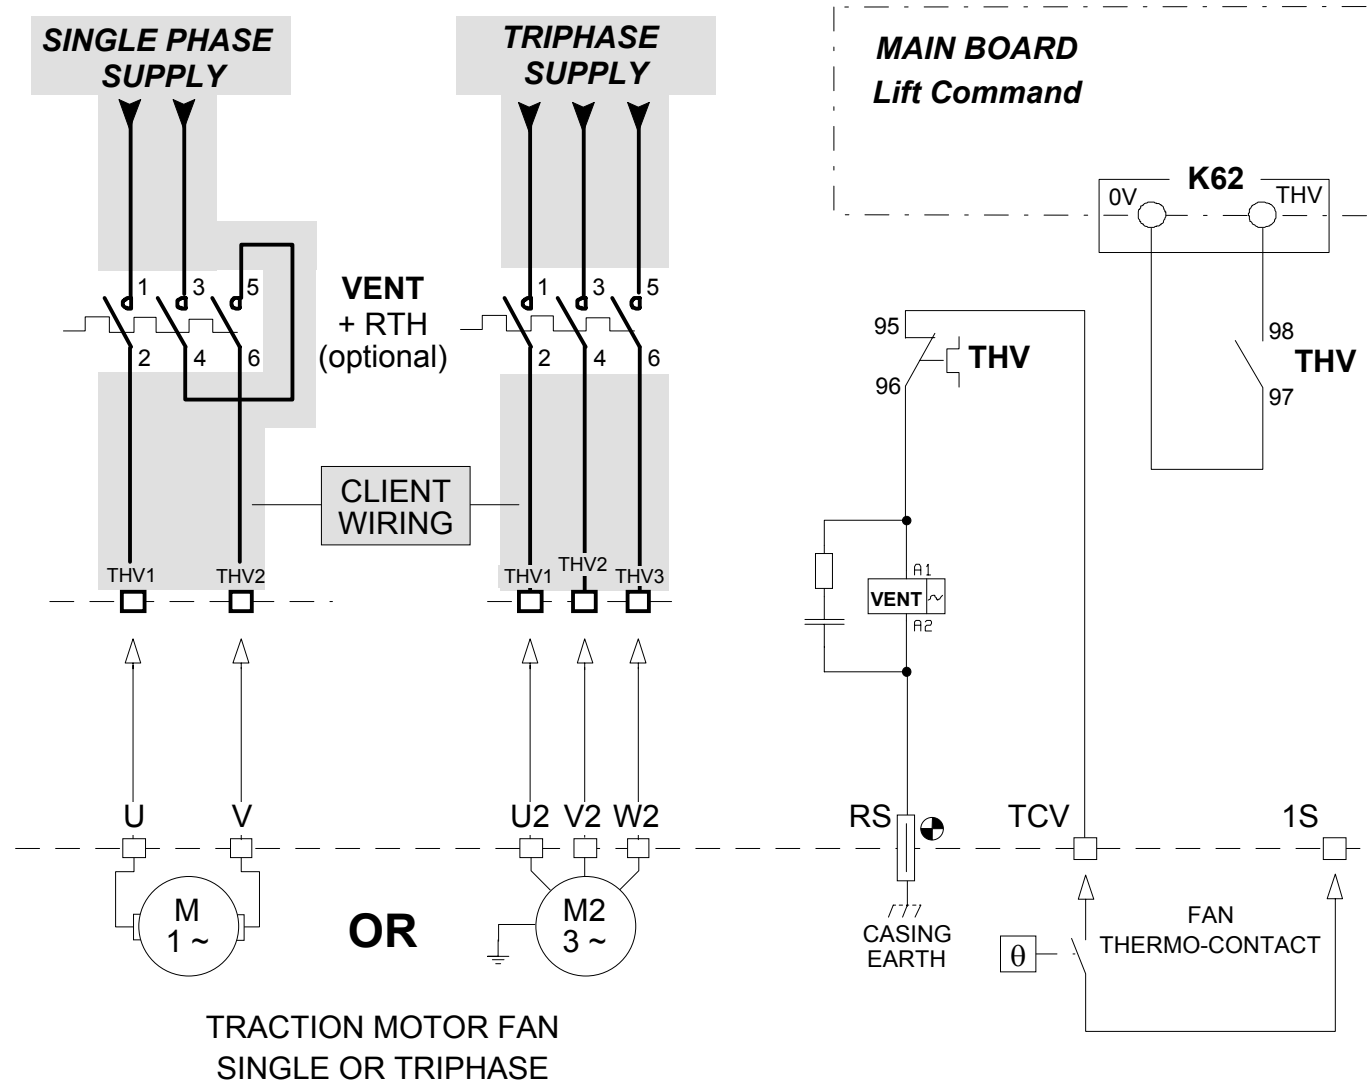 SINGLE PHASE
SUPPLY
TRIPHASE
SUPPLY
MAIN BOARD
Lift Command
K62
0V
THV
1
3
5
2
4
6
VENT
+ RTH
(optional)
1
3
5
2
4
6
95
96
THV
98
97
THV
CLIENT
WIRING
THV1
THV2
THV1
THV2
THV3
A1
VENT
~
A2
U
V
U2
V2
W2
RS
TCV
1S
M
1 ~
OR
M2
3 ~
CASING
EARTH
θ
FAN
THERMO-CONTACT
TRACTION MOTOR FAN
SINGLE OR TRIPHASE